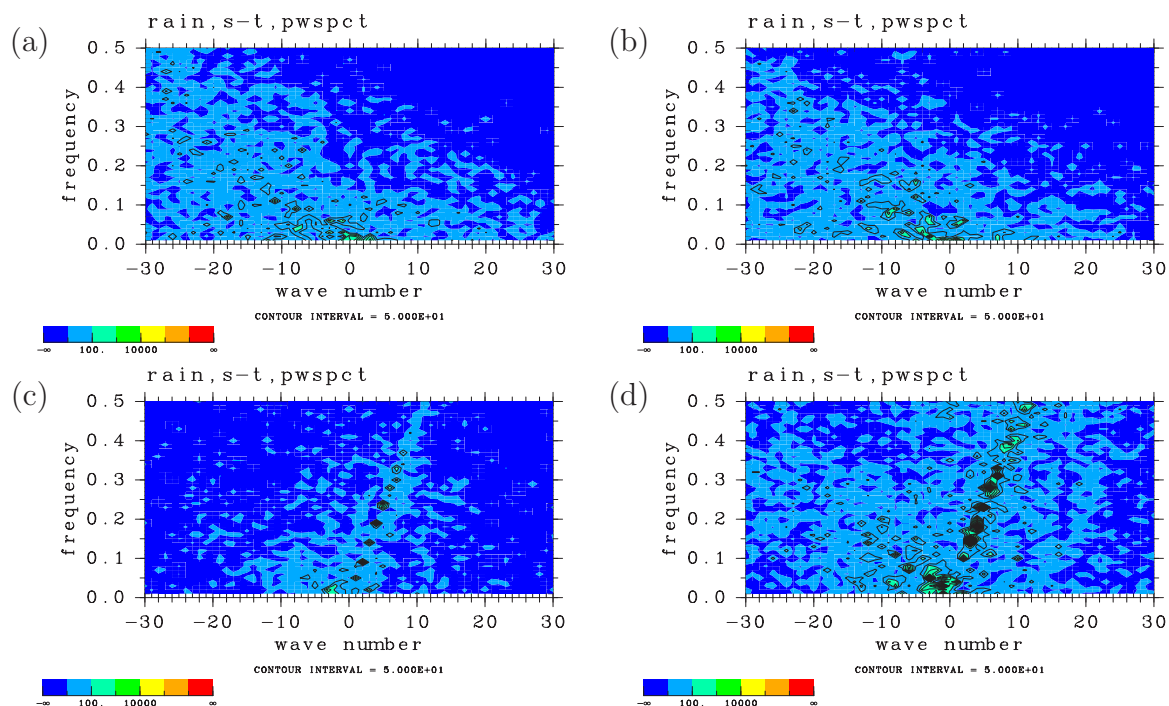 (a)
rain,s-t,pwspct
0.5
0.4
0.3
0.2
0.1
0.0
frequency
-30 -20 -10 0 10 20 30
wave number
CONTOUR INTERVAL = 5.000E+01
-∞ 100. 10000 ∞
(b)
rain,s-t,pwspct
0.5
0.4
0.3
0.2
0.1
0.0
frequency
-30 -20 -10 0 10 20 30
wave number
CONTOUR INTERVAL = 5.000E+01
-∞ 100. 10000 ∞
(c)
rain,s-t,pwspct
0.5
0.4
0.3
0.2
0.1
0.0
frequency
-30 -20 -10 0 10 20 30
wave number
CONTOUR INTERVAL = 5.000E+01
-∞ 100. 10000 ∞
(d)
rain,s-t,pwspct
0.5
0.4
0.3
0.2
0.1
0.0
frequency
-30 -20 -10 0 10 20 30
wave number
CONTOUR INTERVAL = 5.000E+01
-∞ 100. 10000 ∞